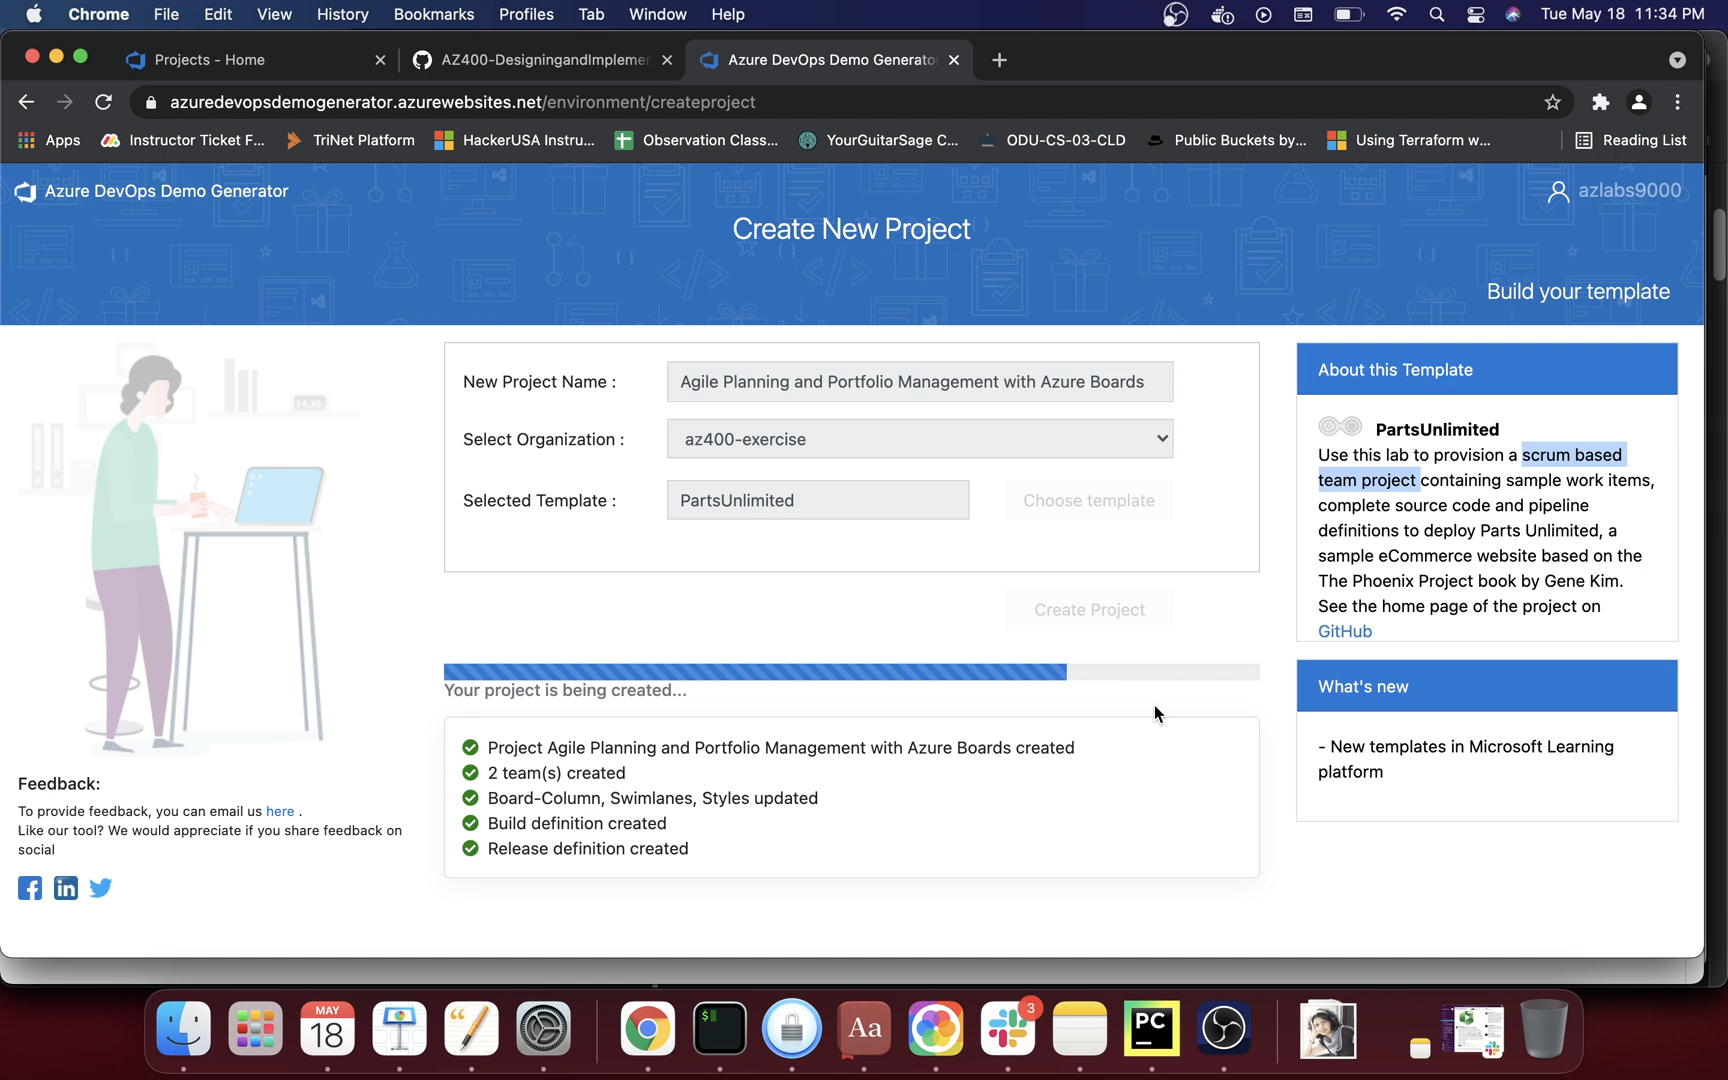 Chrome File Edit View History Bookmarks Profiles Tab Window Help Tue May 18 11:34 PM
Projects - Home AZ400-DesigningandImplemen Azure DevOps Demo Generato
azuredevopsdemogenerator.azurewebsites.net/environment/createproject
Apps Instructor Ticket F... TriNet Platform HackerUSA Instru... Observation Class... YourGuitarSage C... ODU-CS-03-CLD Public Buckets by... Using Terraform w... Reading List
Azure DevOps Demo Generator azlabs9000
Create New Project
Build your template
14.30
New Project Name : Agile Planning and Portfolio Management with Azure Boards
Select Organization : az400-exercise
Selected Template : PartsUnlimited Choose template
Create Project
Your project is being created...
Project Agile Planning and Portfolio Management with Azure Boards created
2 team(s) created
Board-Column, Swimlanes, Styles updated
Build definition created
Release definition created
About this Template
PartsUnlimited
Use this lab to provision a scrum based
team project containing sample work items,
complete source code and pipeline
definitions to deploy Parts Unlimited, a
sample eCommerce website based on the
The Phoenix Project book by Gene Kim.
See the home page of the project on
GitHub
What's new
- New templates in Microsoft Learning
platform
Feedback:
To provide feedback, you can email us here .
Like our tool? We would appreciate if you share feedback on
social
MAY
18
$
Aa
3
PC